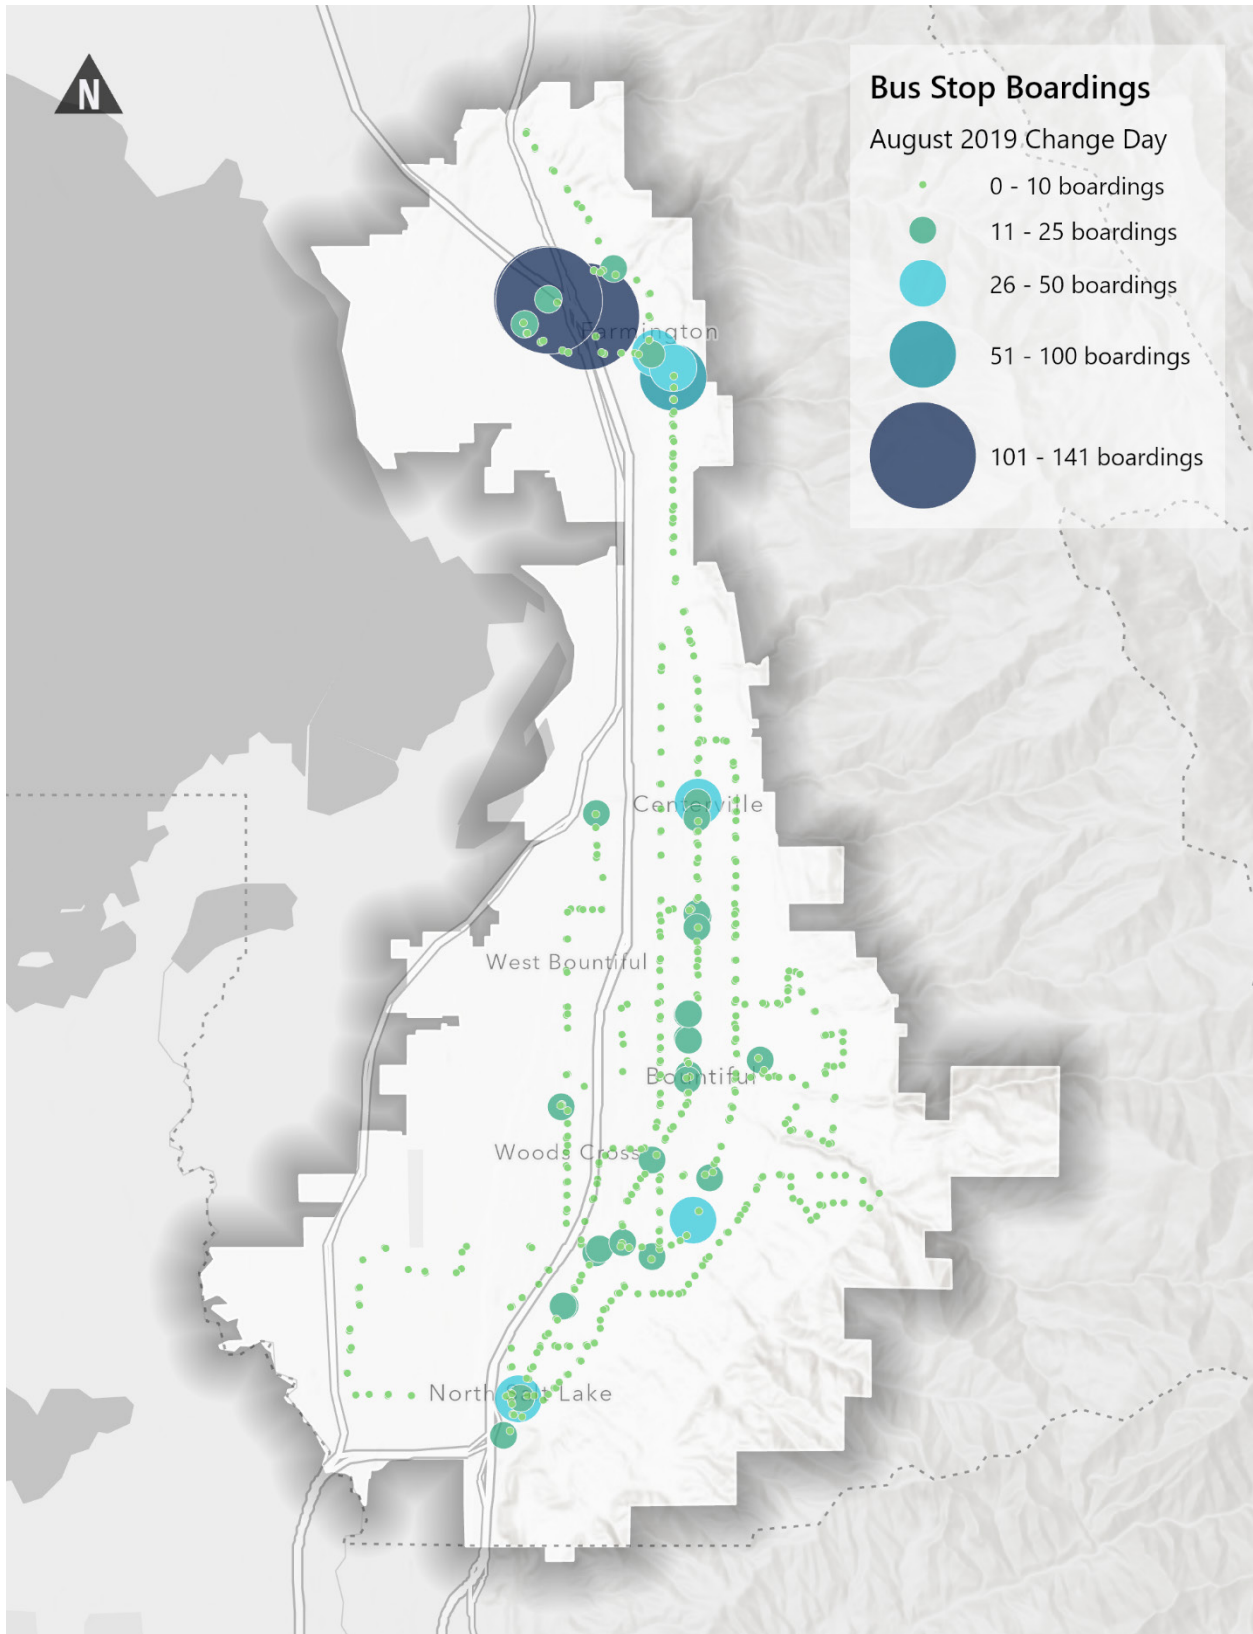 N
Bus Stop Boardings
August 2019 Change Day
0 - 10 boardings
11 - 25 boardings
26 - 50 boardings
51 - 100 boardings
101 - 141 boardings
Farmington
Centerville
West Bountiful
Bountiful
Woods Cross
North Salt Lake